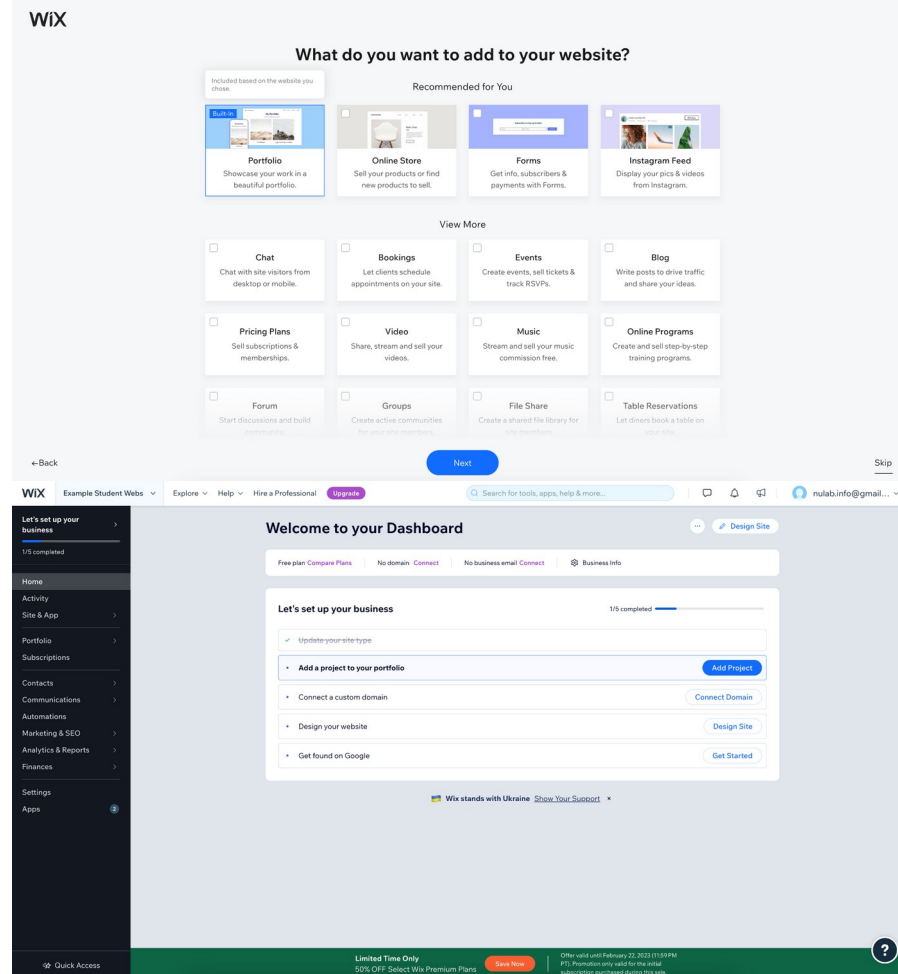 WiX
What do you want to add to your website?
Included based on the website you
chose.
Recommended for You
Built-In
Portfolio
Showcase your work in a
beautiful portfolio.
Online Store
Sell your products or find
new products to sell.
Forms
Get info, subscribers &
payments with Forms.
Instagram Feed
Display your pics & videos
from Instagram.
View More
Chat
Chat with site visitors from
desktop or mobile.
Bookings
Let clients schedule
appointments on your site.
Events
Create events, sell tickets &
track RSVPs.
Blog
Write posts to drive traffic
and share your ideas.
Pricing Plans
Sell subscriptions &
memberships.
Video
Share, stream and sell your
videos.
Music
Stream and sell your music
commission free.
Online Programs
Create and sell step-by-step
training programs.
Forum
Start discussions and build
community.
Groups
Create active communities
for your site members.
File Share
Create a shared file library for
site members.
Table Reservations
Let diners book a table on
your site.
←Back
Next
Skip
WiX Example Student Webs Explore Help Hire a Professional Upgrade Search for tools, apps, help & more... nulab.info@gmail...
Let's set up your
business
1/5 completed
Home
Activity
Site & App
Portfolio
Subscriptions
Contacts
Communications
Automations
Marketing & SEO
Analytics & Reports
Finances
Settings
Apps 2
Quick Access
Welcome to your Dashboard
... Design Site
Free plan Compare Plans No domain Connect No business email Connect Business Info
Let's set up your business 1/5 completed
Update your site type
Add a project to your portfolio Add Project
Connect a custom domain Connect Domain
Design your website Design Site
Get found on Google Get Started
Wix stands with Ukraine Show Your Support ×
Limited Time Only
50% OFF Select Wix Premium Plans
Save Now
Offer valid until February 22, 2023 (11:59PM
PT). Promotion only valid for the initial
subscription purchased during this sale
?